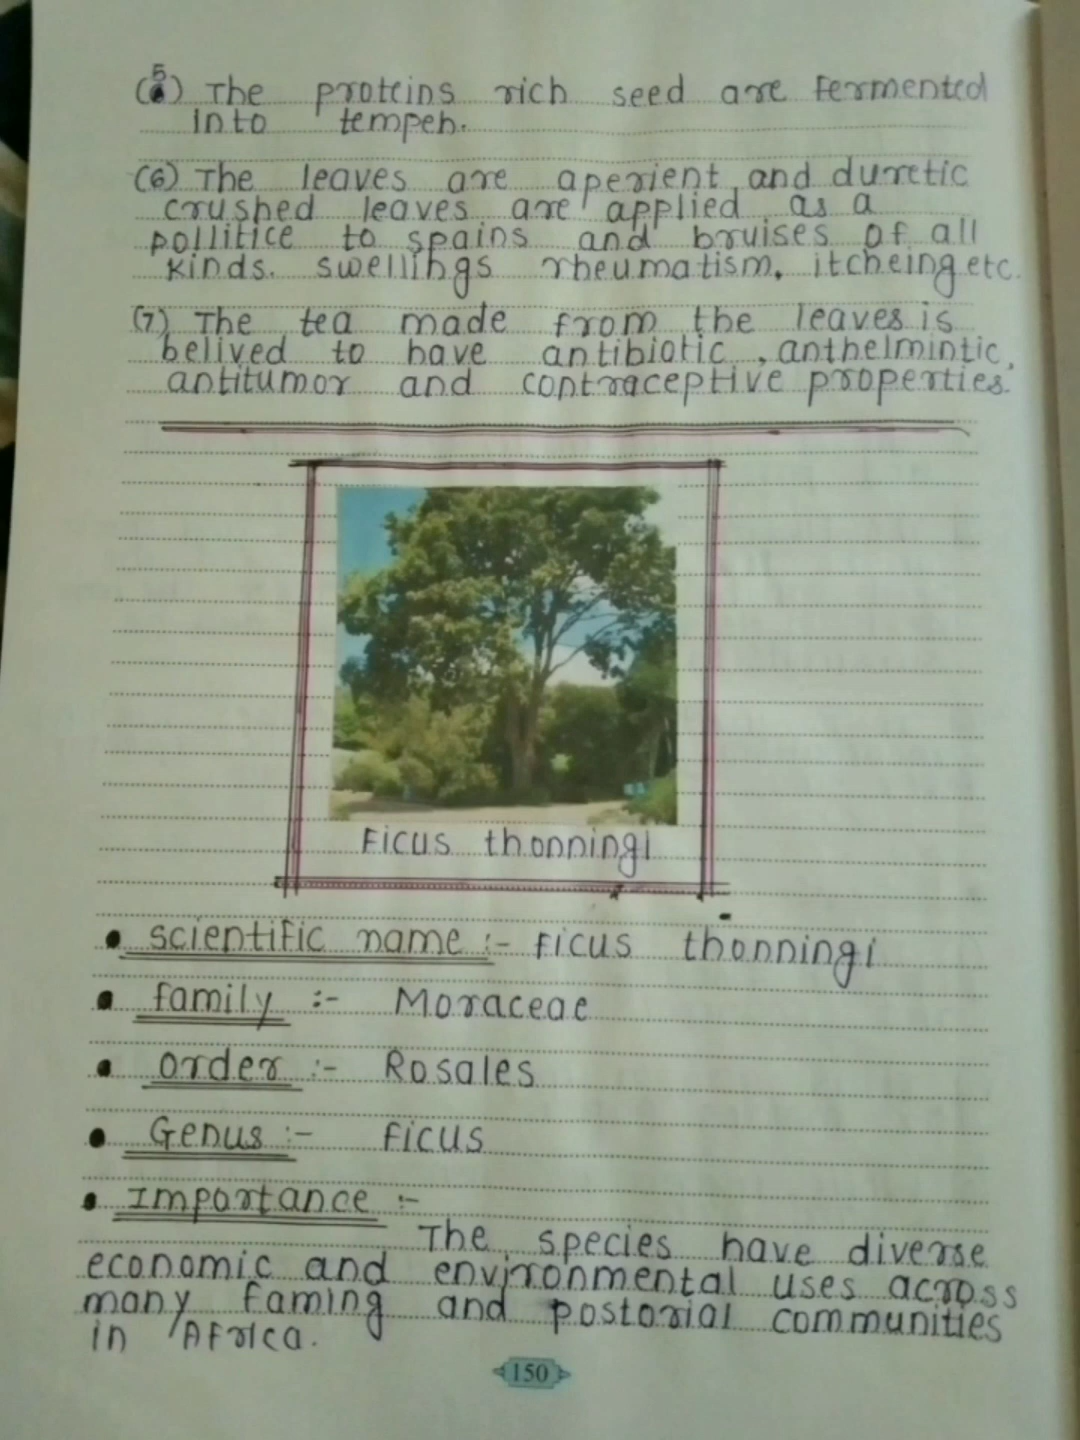 (5) The proteins rich seed are fermented
into tempeh.
(6) The leaves are aperient and duretic
crushed leaves are applied as a
pollitice to spains and bruises of all
kinds. swellings rheumatism, itcheing etc.
(7) The tea made from the leaves is
belived to have antibiotic, anthelmintic,
antitumor and contraceptive properties.
Ficus thonningi
• scientific name :- Ficus thonningi
• family :- Moraceae
• order :- Rosales
• Genus :- Ficus
• Importance :-
The species have diverse
economic and environmental uses across
many faming and postorial communities
in Africa.
150